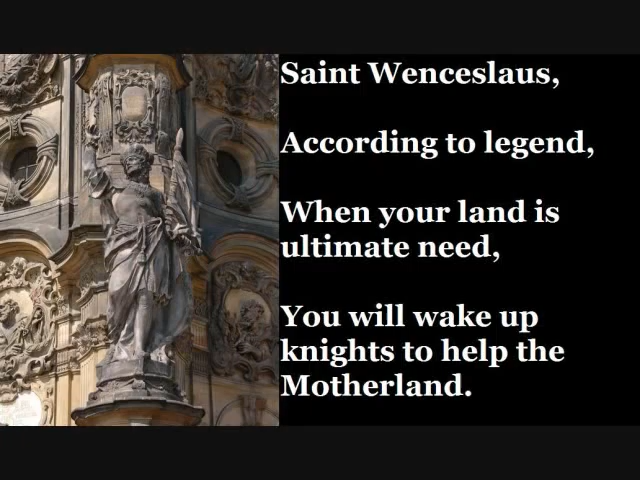 Saint Wenceslaus,
According to legend,
When your land is
ultimate need,
You will wake up
knights to help the
Motherland.